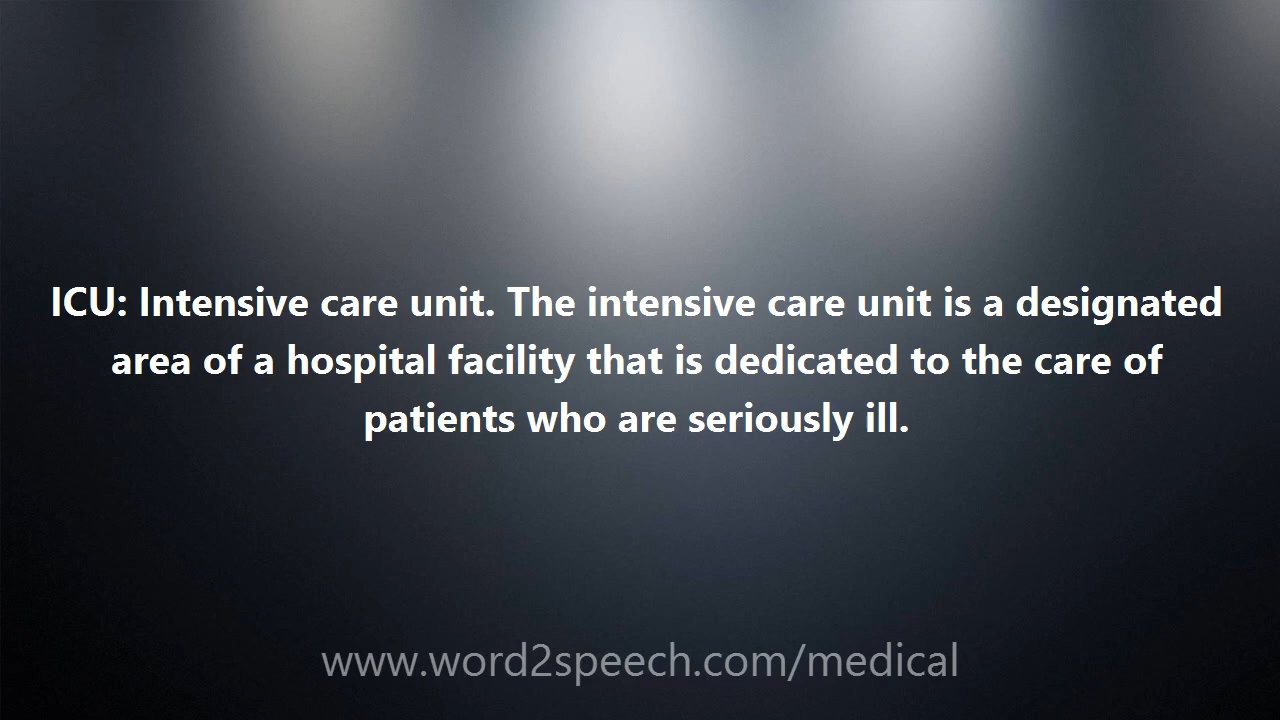 ICU: Intensive care unit. The intensive care unit is a designated
area of a hospital facility that is dedicated to the care of
patients who are seriously ill.
www.word2speech.com/medical